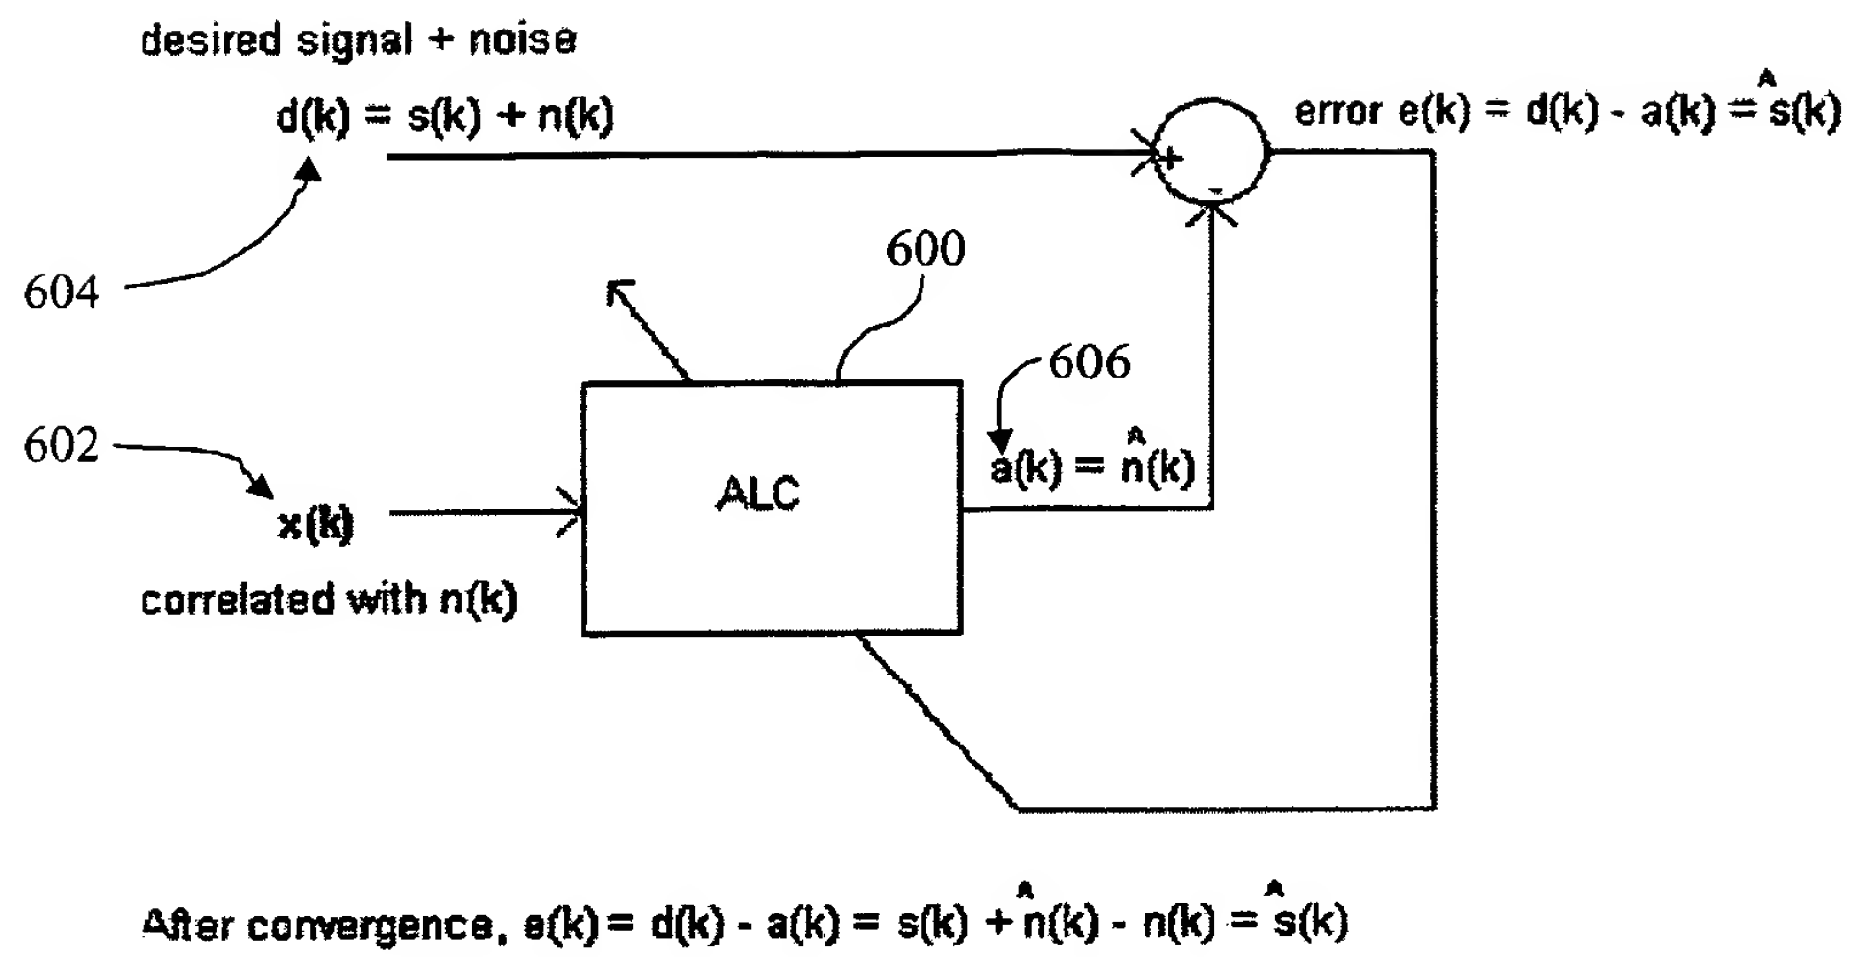 desired signal + noise
d(k) = s(k) + n(k)
error e(k) = d(k) - a(k) = ŝ(k)
+
-
604
600
606
602
a(k) = n̂(k)
ALC
x(k)
correlated with n(k)
After convergence, e(k) = d(k) - a(k) = s(k) + n̂(k) - n(k) = ŝ(k)